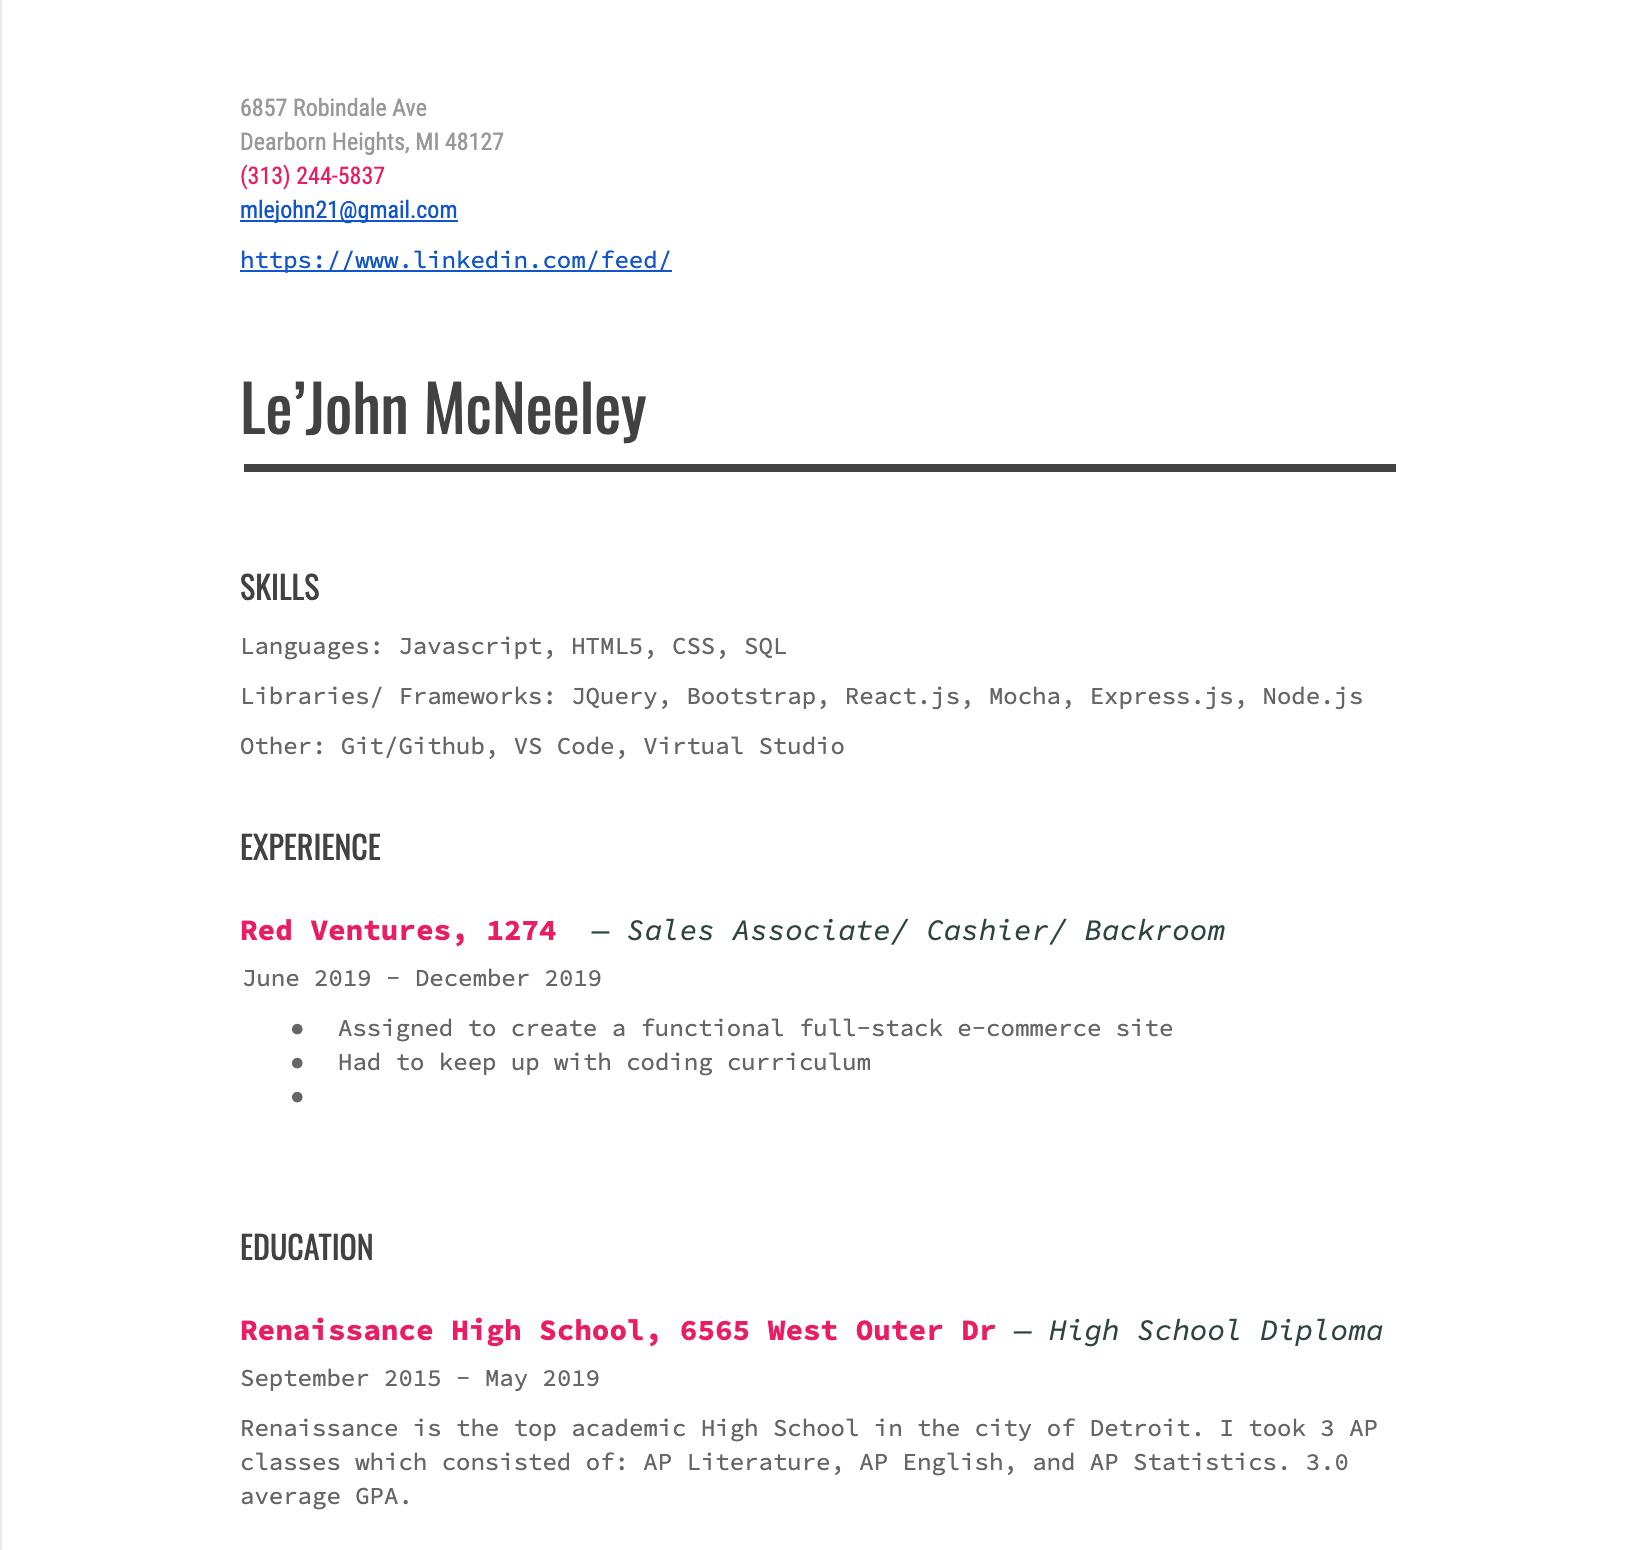 6857 Robindale Ave
Dearborn Heights, MI 48127
(313) 244-5837
mlejohn21@gmail.com
https://www.linkedin.com/feed/
Le’John McNeeley
SKILLS
Languages: Javascript, HTML5, CSS, SQL
Libraries/ Frameworks: JQuery, Bootstrap, React.js, Mocha, Express.js, Node.js
Other: Git/Github, VS Code, Virtual Studio
EXPERIENCE
Red Ventures, 1274 — Sales Associate/ Cashier/ Backroom
June 2019 - December 2019
● Assigned to create a functional full-stack e-commerce site
● Had to keep up with coding curriculum
●
EDUCATION
Renaissance High School, 6565 West Outer Dr — High School Diploma
September 2015 - May 2019
Renaissance is the top academic High School in the city of Detroit. I took 3 AP
classes which consisted of: AP Literature, AP English, and AP Statistics. 3.0
average GPA.